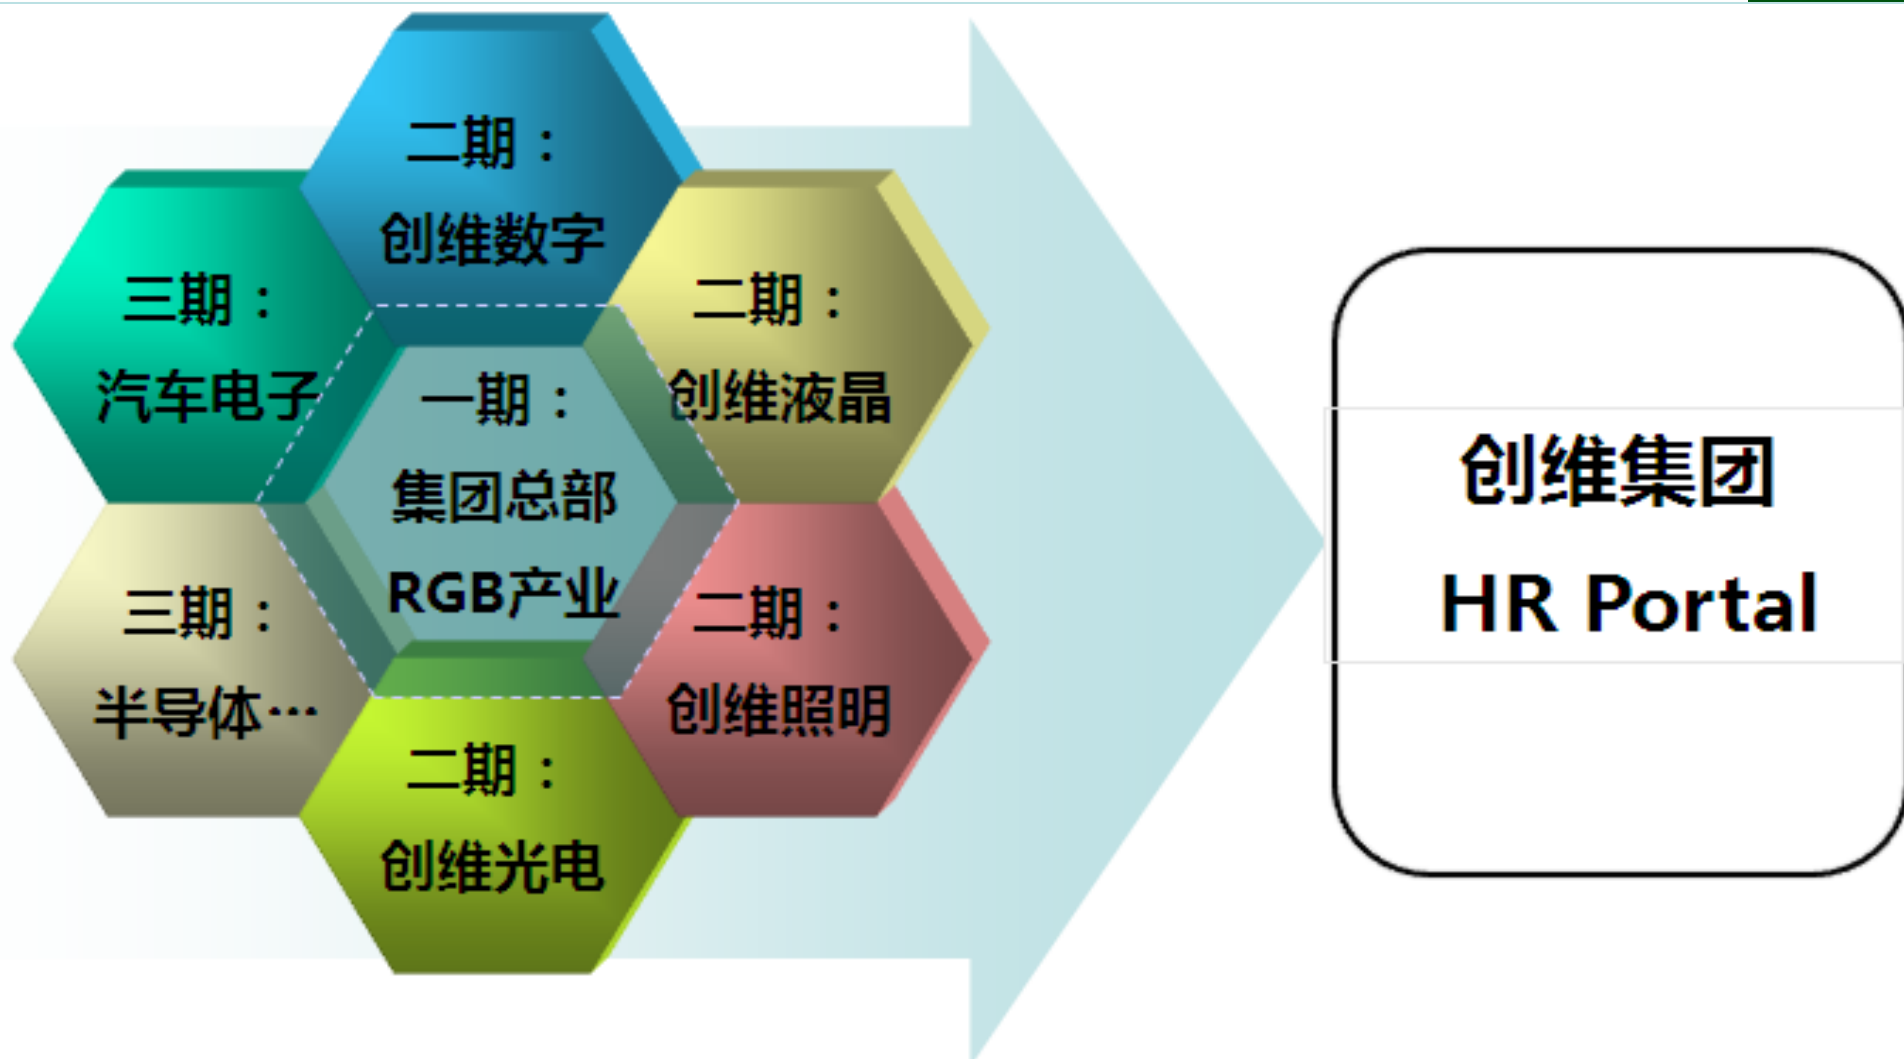 二期：
创维数字
三期：
汽车电子
二期：
创维液晶
一期：
集团总部
RGB产业
三期：
半导体…
二期：
创维照明
二期：
创维光电
创维集团
HR Portal